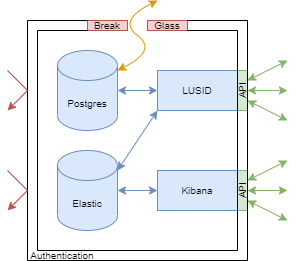 Break
Glass
Postgres
LUSID
API
Elastic
Kibana
API
Authentication